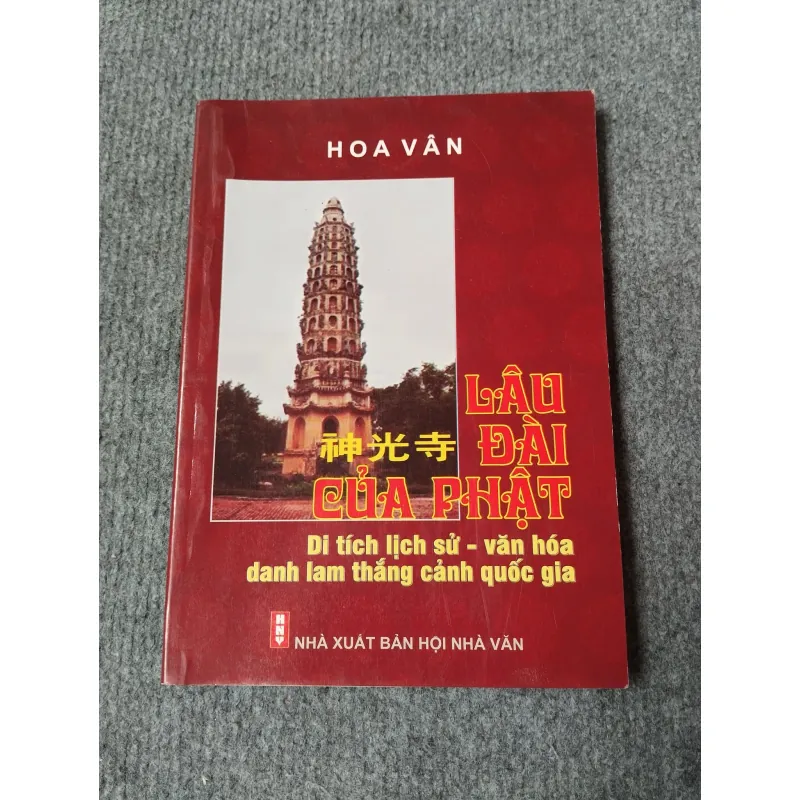 HOA VÂN
LÂU
神光寺 ĐÀI
CỦA PHẬT
Di tích lịch sử - văn hóa
danh lam thắng cảnh quốc gia
HNV
NHÀ XUẤT BẢN HỘI NHÀ VĂN